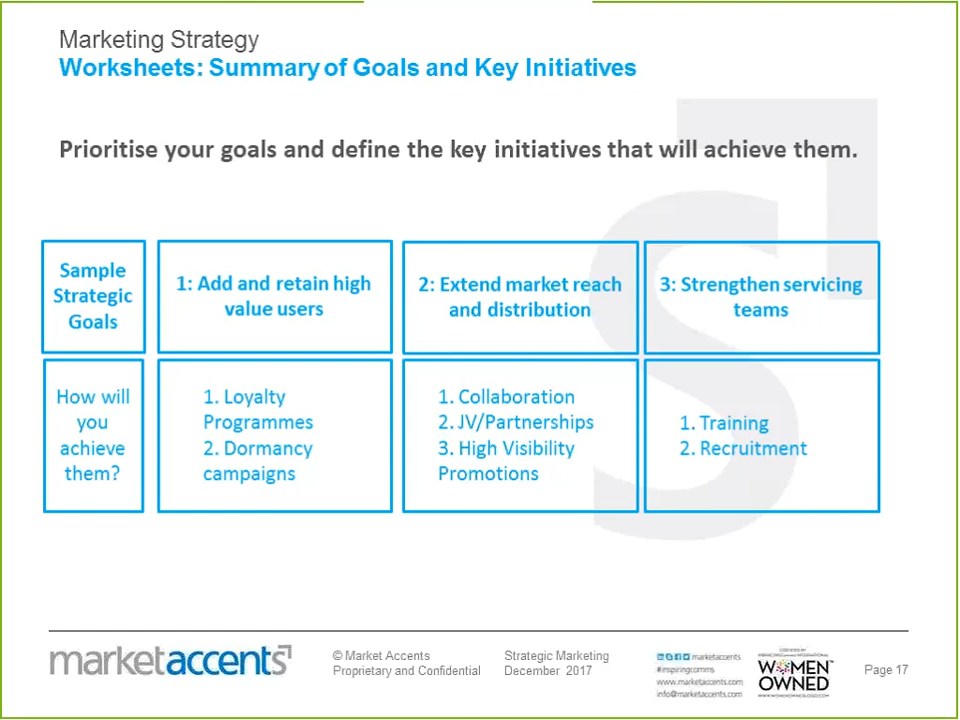 Marketing Strategy
Worksheets: Summary of Goals and Key Initiatives
Prioritise your goals and define the key initiatives that will achieve them.
Sample
Strategic
Goals
1: Add and retain high
value users
2: Extend market reach
and distribution
3: Strengthen servicing
teams
How will
you
achieve
them?
1. Loyalty
Programmes
2. Dormancy
campaigns
1. Collaboration
2. JV/Partnerships
3. High Visibility
Promotions
1. Training
2. Recruitment
marketaccents
© Market Accents
Proprietary and Confidential
Strategic Marketing
December 2017
marketaccents
#inspiringcomms
www.marketaccents.com
info@marketaccents.com
WOMEN
OWNED
Page 17